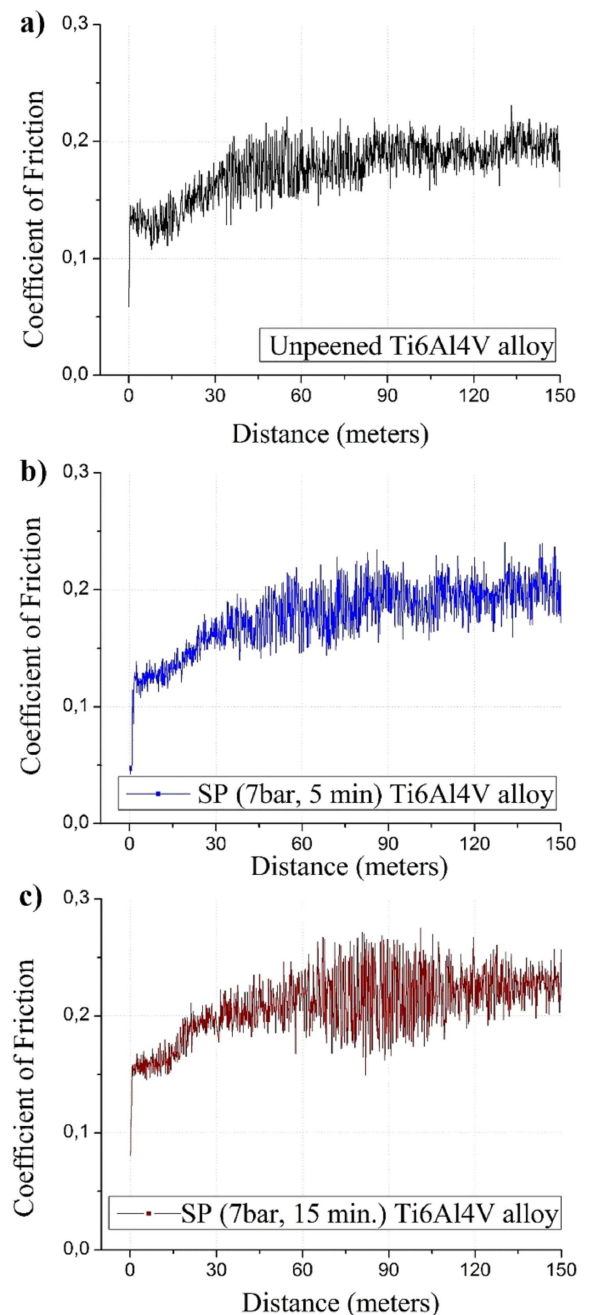 a)
0,3
0,2
0,1
0,0
Coefficient of Friction
Unpeened Ti6Al4V alloy
0 30 60 90 120 150
Distance (meters)
b)
0,3
0,2
0,1
0,0
Coefficient of Friction
SP (7bar, 5 min) Ti6Al4V alloy
0 30 60 90 120 150
Distance (meters)
c)
0,3
0,2
0,1
0,0
Coefficient of Friction
SP (7bar, 15 min.) Ti6Al4V alloy
0 30 60 90 120 150
Distance (meters)